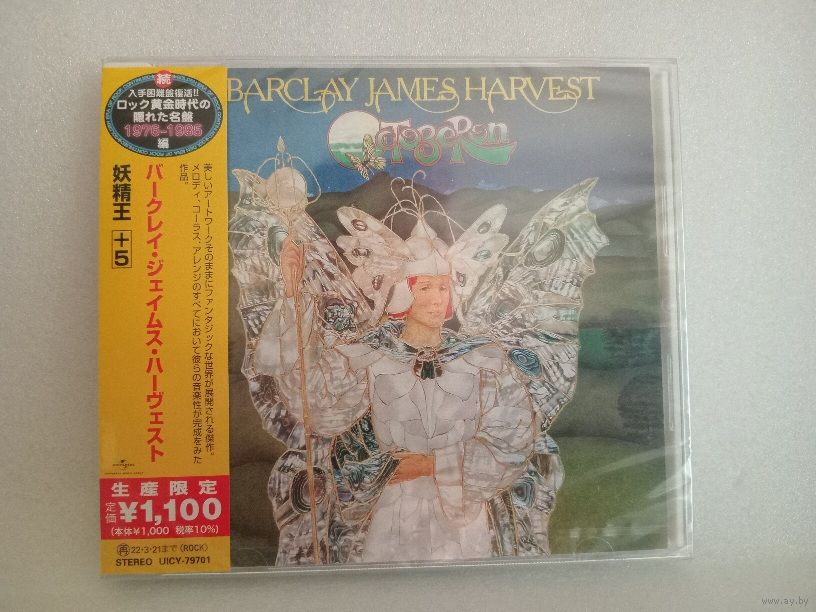 続
入手困難盤復活!!
ロック黄金時代の
隠れた名盤
1976-1985
編
バークレイ・ジェイムス・ハーヴェスト
妖精王 +5
美しいアートワークそのままにファンタジックな世界が展開される傑作。
メロディ、コーラス、アレンジのすべてにおいて彼らの音楽性が完成をみた
作品。
UNIVERSAL
生産限定
定価 ¥1,100
(本体¥1,000 税率10%)
再 22・3・21まで (ROCK)
STEREO UICY-79701
BARCLAY JAMES HARVEST
OCTOBERON
www.ay.by